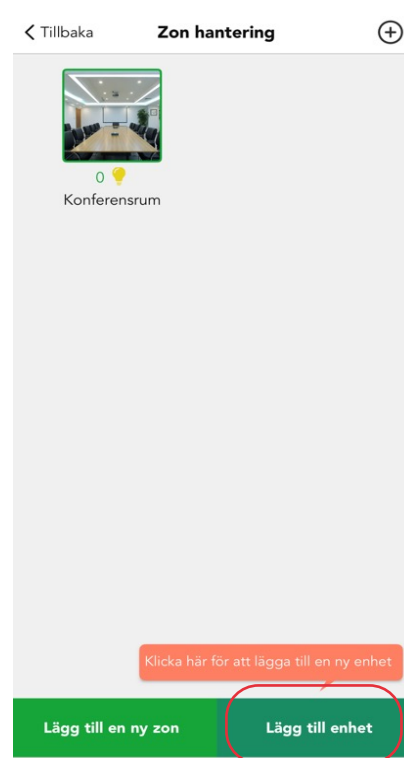 Tillbaka
Zon hantering
0
Konferensrum
Klicka här för att lägga till en ny enhet
Lägg till en ny zon
Lägg till enhet